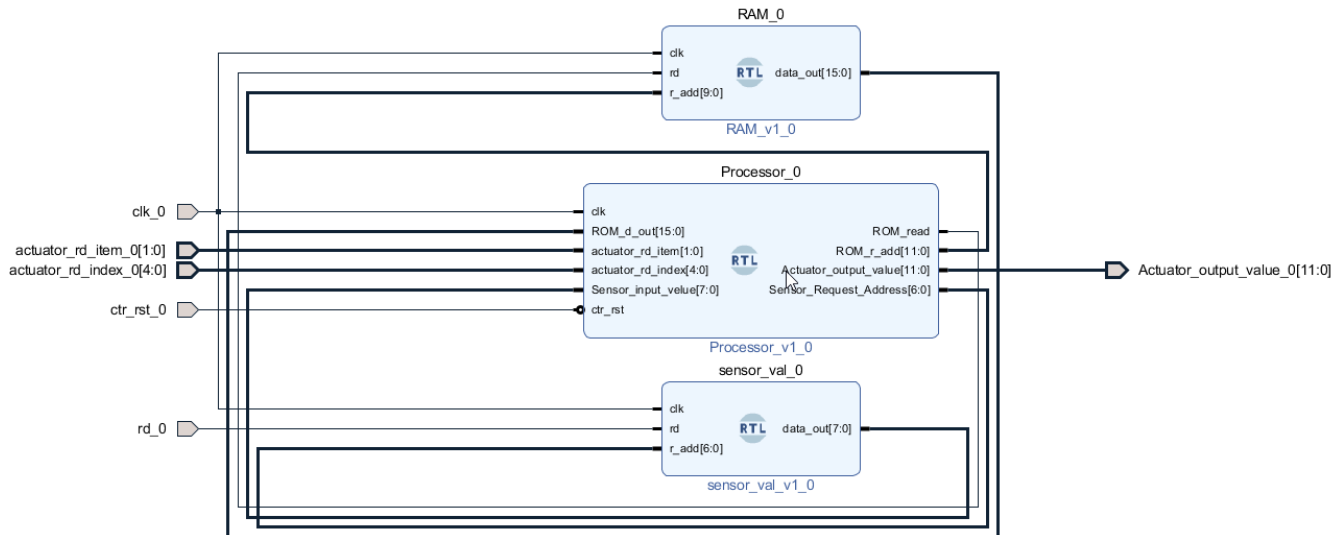 RAM_0
clk
rd
r_add[9:0]
RTL
data_out[15:0]
RAM_v1_0
Processor_0
clk_0
actuator_rd_item_0[1:0]
actuator_rd_index_0[4:0]
ctr_rst_0
rd_0
clk
ROM_d_out[15:0]
actuator_rd_item[1:0]
actuator_rd_index[4:0]
Sensor_input_velue[7:0]
ctr_rst
RTL
ROM_read
ROM_r_add[11:0]
Actuator_output_value[11:0]
Sensor_Request_Address[6:0]
Processor_v1_0
Actuator_output_value_0[11:0]
sensor_val_0
clk
rd
r_add[6:0]
RTL
data_out[7:0]
sensor_val_v1_0